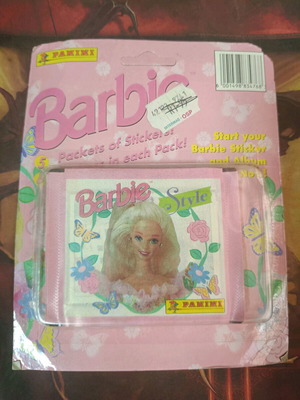 PANINI
Barbie
5 Packets of Stickers!
in each Pack!
Start your
Barbie Sticker
and Album
Barbie
Style
PANINI